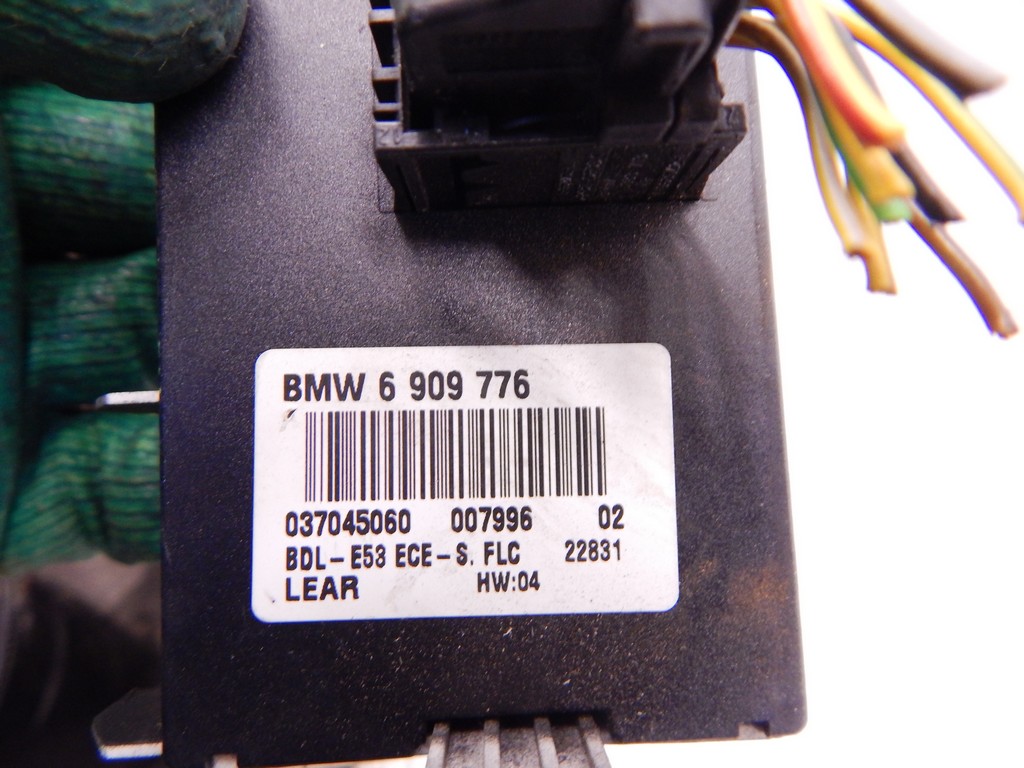 BMW 6 909 776
037045060 007996 02
BDL-E53 ECE-S. FLC 22831
LEAR HW:04